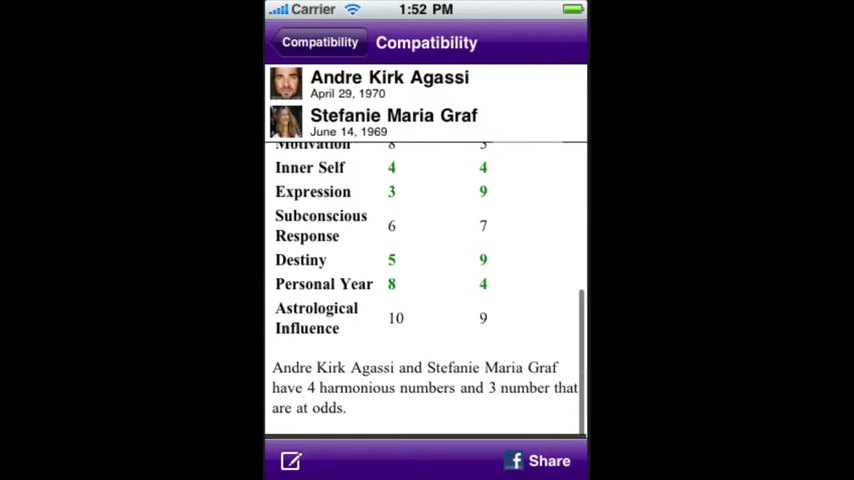 Carrier 1:52 PM
Compatibility Compatibility
Andre Kirk Agassi
April 29, 1970
Stefanie Maria Graf
June 14, 1969
Motivation 8
Inner Self 4 4
Expression 3 9
Subconscious
Response 6 7
Destiny 5 9
Personal Year 8 4
Astrological
Influence 10 9
Andre Kirk Agassi and Stefanie Maria Graf
have 4 harmonious numbers and 3 number that
are at odds.
f Share